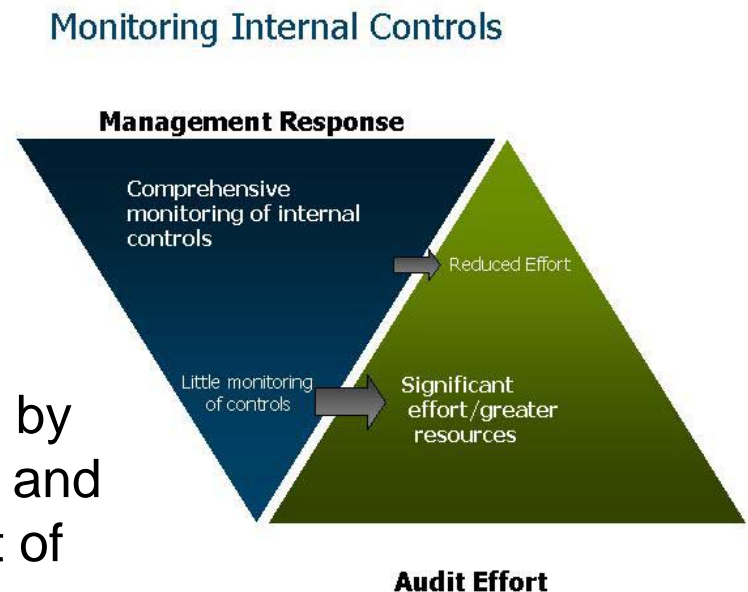 Monitoring Internal Controls
Management Response
Comprehensive
monitoring of internal
controls
Reduced Effort
Little monitoring
of controls
Significant
effort/greater
resources
by
and
of
Audit Effort